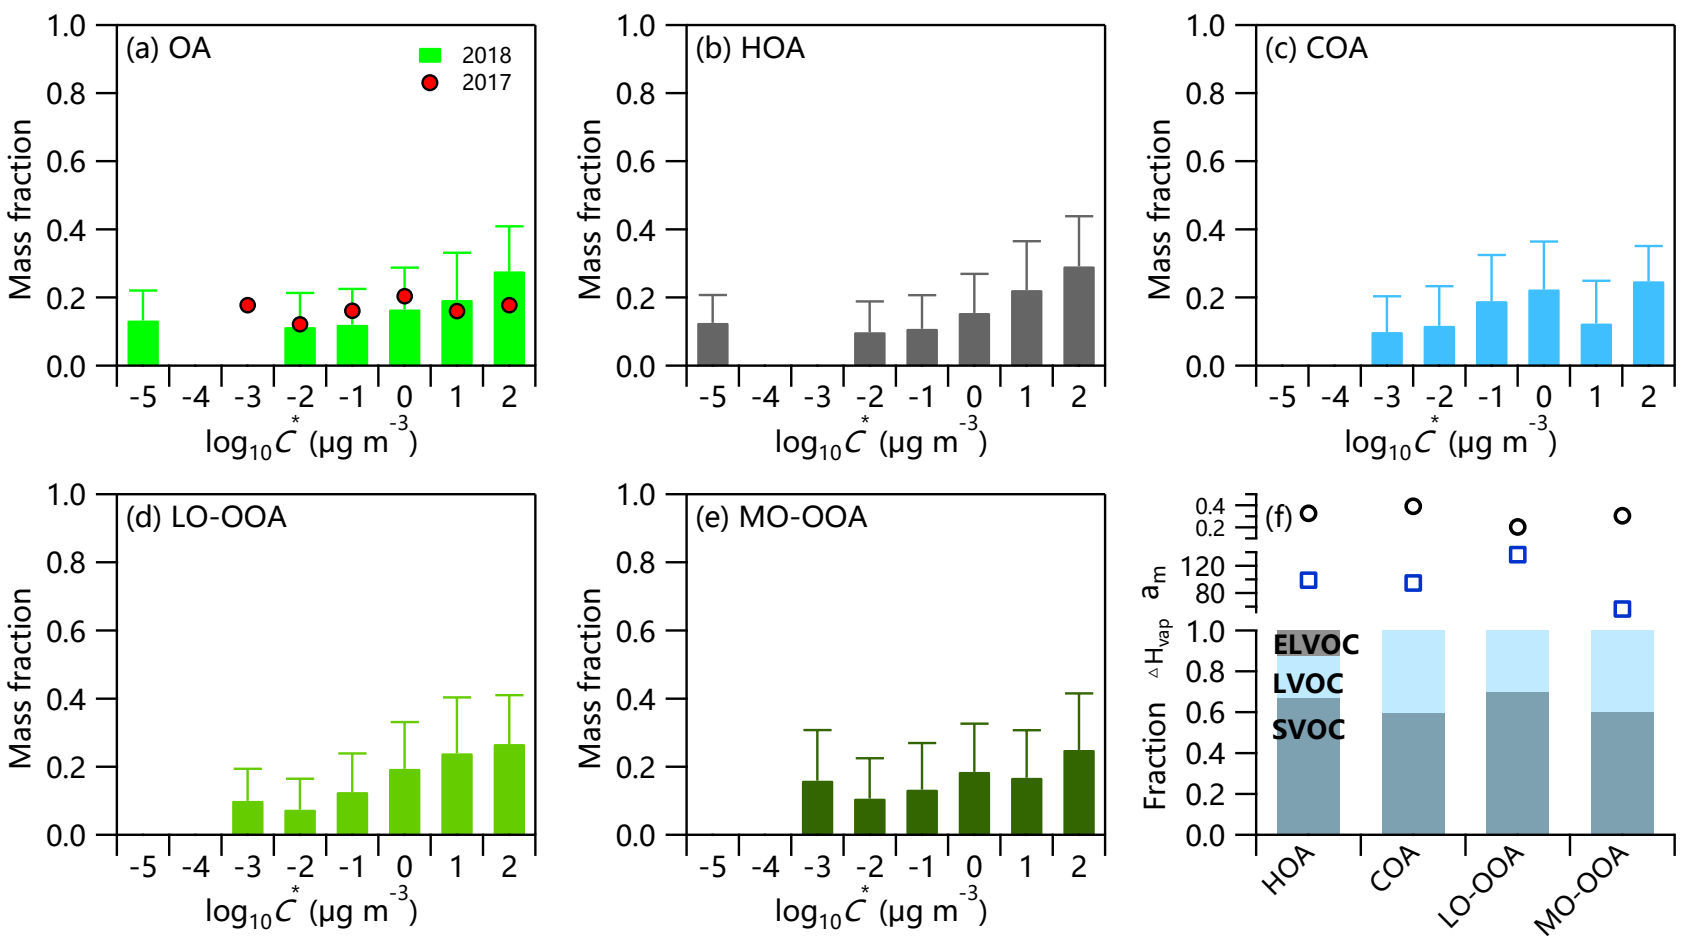 (a) OA
2018
2017
Mass fraction
1.0
0.8
0.6
0.4
0.2
0.0
-5 -4 -3 -2 -1 0 1 2
log10C* (µg m-3)
(b) HOA
Mass fraction
1.0
0.8
0.6
0.4
0.2
0.0
-5 -4 -3 -2 -1 0 1 2
log10C* (µg m-3)
(c) COA
Mass fraction
1.0
0.8
0.6
0.4
0.2
0.0
-5 -4 -3 -2 -1 0 1 2
log10C* (µg m-3)
(d) LO-OOA
Mass fraction
1.0
0.8
0.6
0.4
0.2
0.0
-5 -4 -3 -2 -1 0 1 2
log10C* (µg m-3)
(e) MO-OOA
Mass fraction
1.0
0.8
0.6
0.4
0.2
0.0
-5 -4 -3 -2 -1 0 1 2
log10C* (µg m-3)
(f)
0.4
0.2
am
120
80
△Hvap
Fraction
1.0
0.8
0.6
0.4
0.2
0.0
ELVOC
LVOC
SVOC
HOA
COA
LO-OOA
MO-OOA